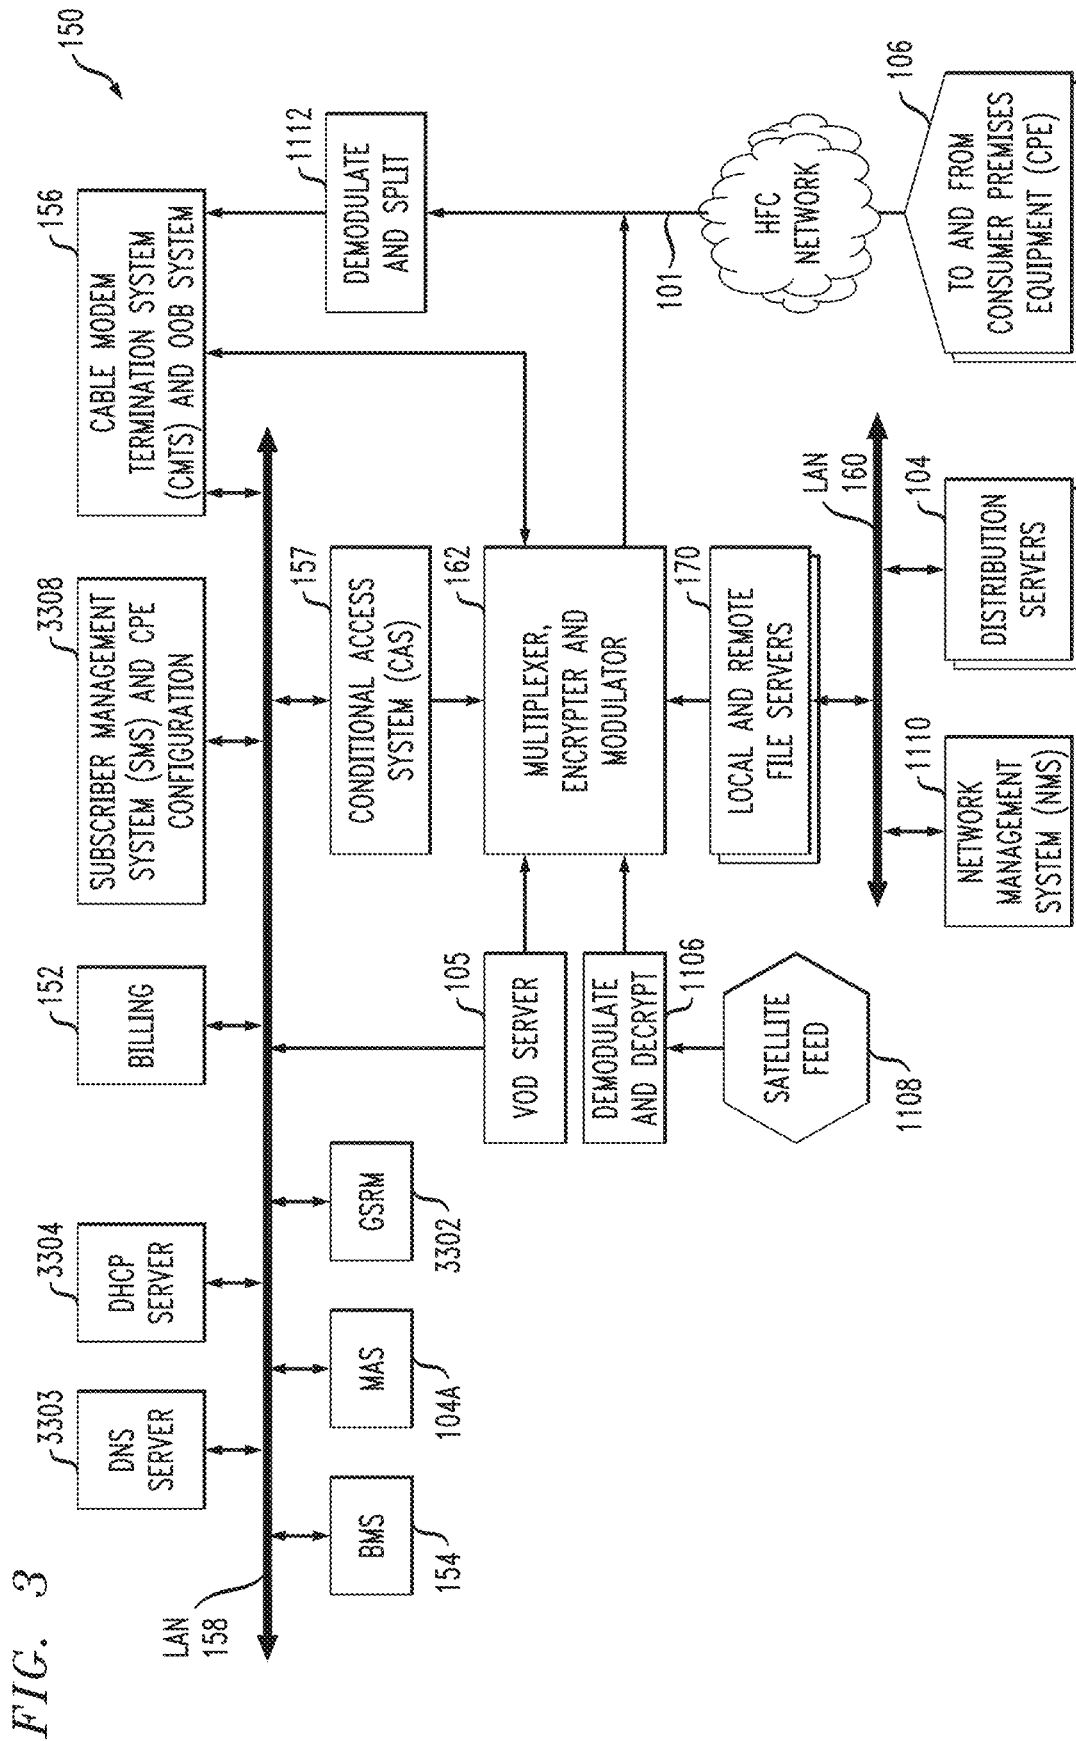 FIG. 3
150
3303
DNS
SERVER
3304
DHCP
SERVER
152
BILLING
3308
SUBSCRIBER MANAGEMENT
SYSTEM (SMS) AND CPE
CONFIGURATION
156
CABLE MODEM
TERMINATION SYSTEM
(CMTS) AND OOB SYSTEM
LAN
158
BMS
154
MAS
104A
GSRM
3302
157
CONDITIONAL ACCESS
SYSTEM (CAS)
1112
DEMODULATE
AND SPLIT
105
VOD SERVER
162
MULTIPLEXER,
ENCRYPTER AND
MODULATOR
DEMODULATE
AND DECRYPT
1106
SATELLITE
FEED
1108
170
LOCAL AND REMOTE
FILE SERVERS
101
HFC
NETWORK
LAN
160
1110
NETWORK
MANAGEMENT
SYSTEM (NMS)
104
DISTRIBUTION
SERVERS
106
TO AND FROM
CONSUMER PREMISES
EQUIPMENT (CPE)